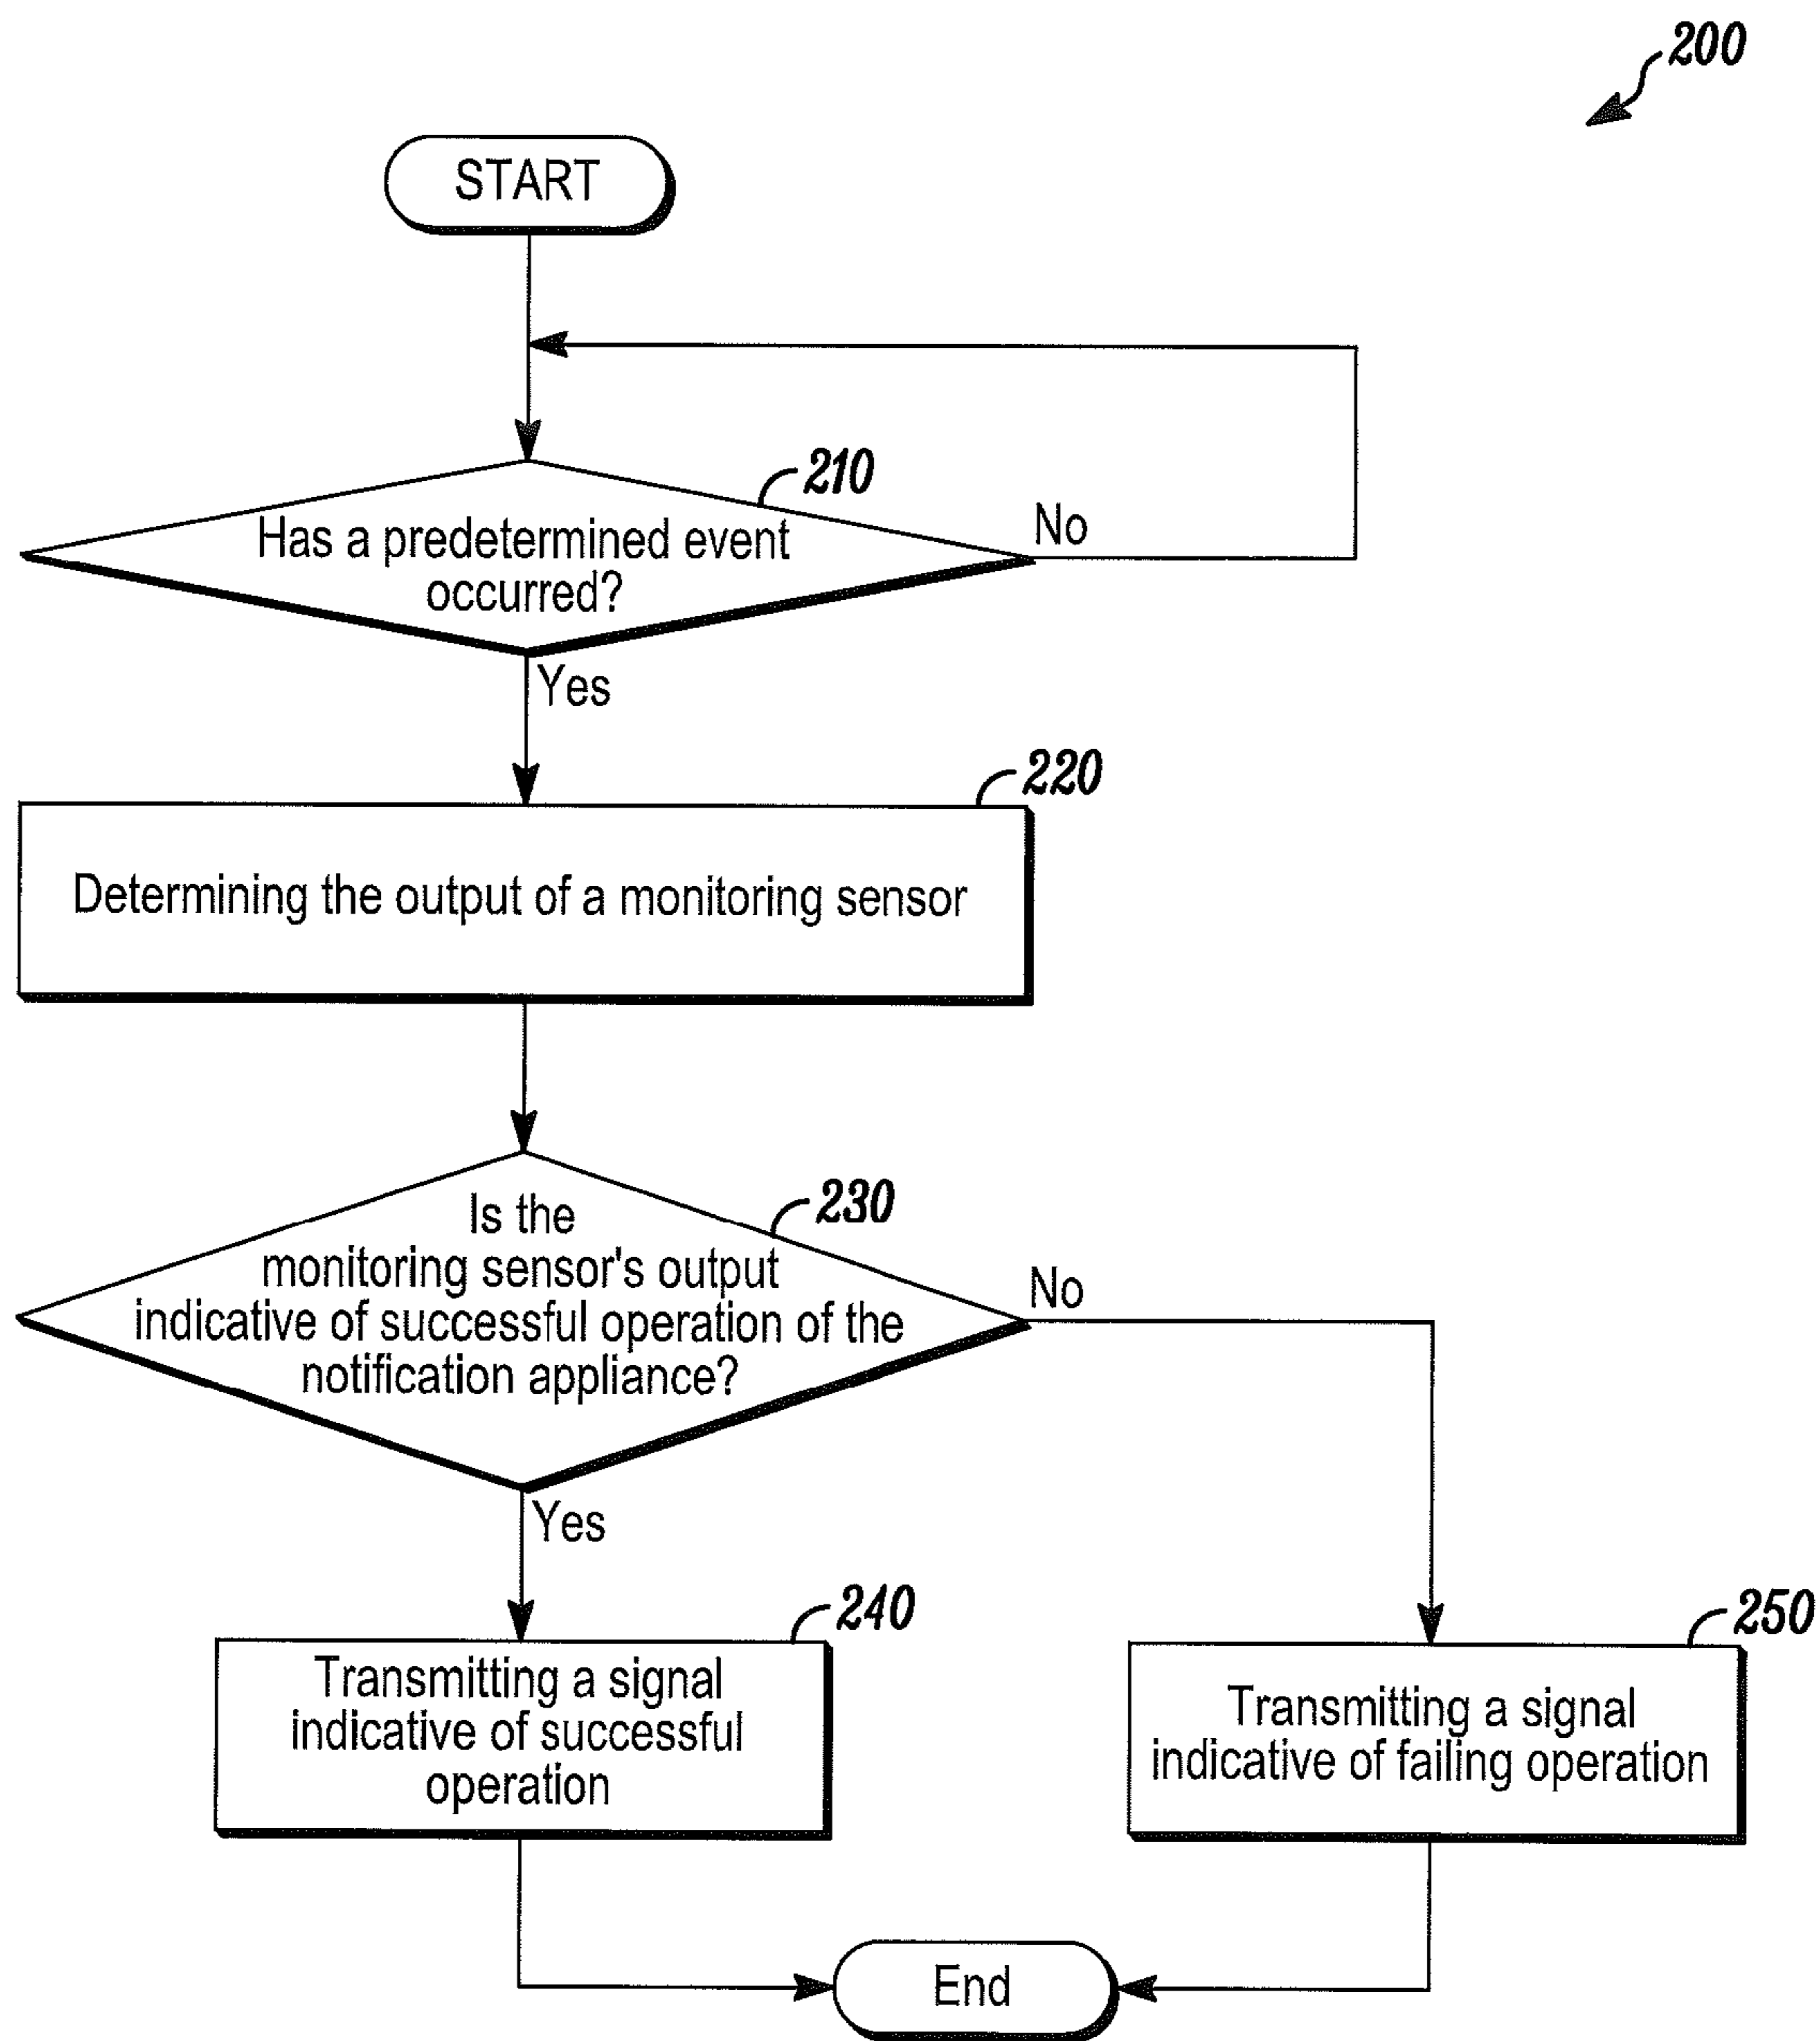 200
START
210
Has a predetermined event
occurred?
No
Yes
220
Determining the output of a monitoring sensor
230
Is the
monitoring sensor's output
indicative of successful operation of the
notification appliance?
No
Yes
240
Transmitting a signal
indicative of successful
operation
250
Transmitting a signal
indicative of failing operation
End